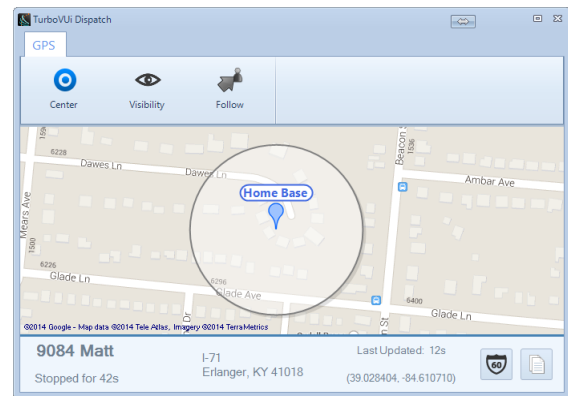 TurboVUi Dispatch
GPS
Center
Visibility
Follow
6228
Dawes Ln
Dawes Ln
Beacon S
1536
Ambar Ave
Home Base
Mears Ave
1500
6226
Glade Ln
6296
Glade Ave
6400
Glade Ln
Dr
St
©2014 Google - Map data ©2014 Tele Atlas, Imagery ©2014 TerraMetrics
9084 Matt
Stopped for 42s
I-71
Erlanger, KY 41018
Last Updated: 12s
(39.028404, -84.610710)
60